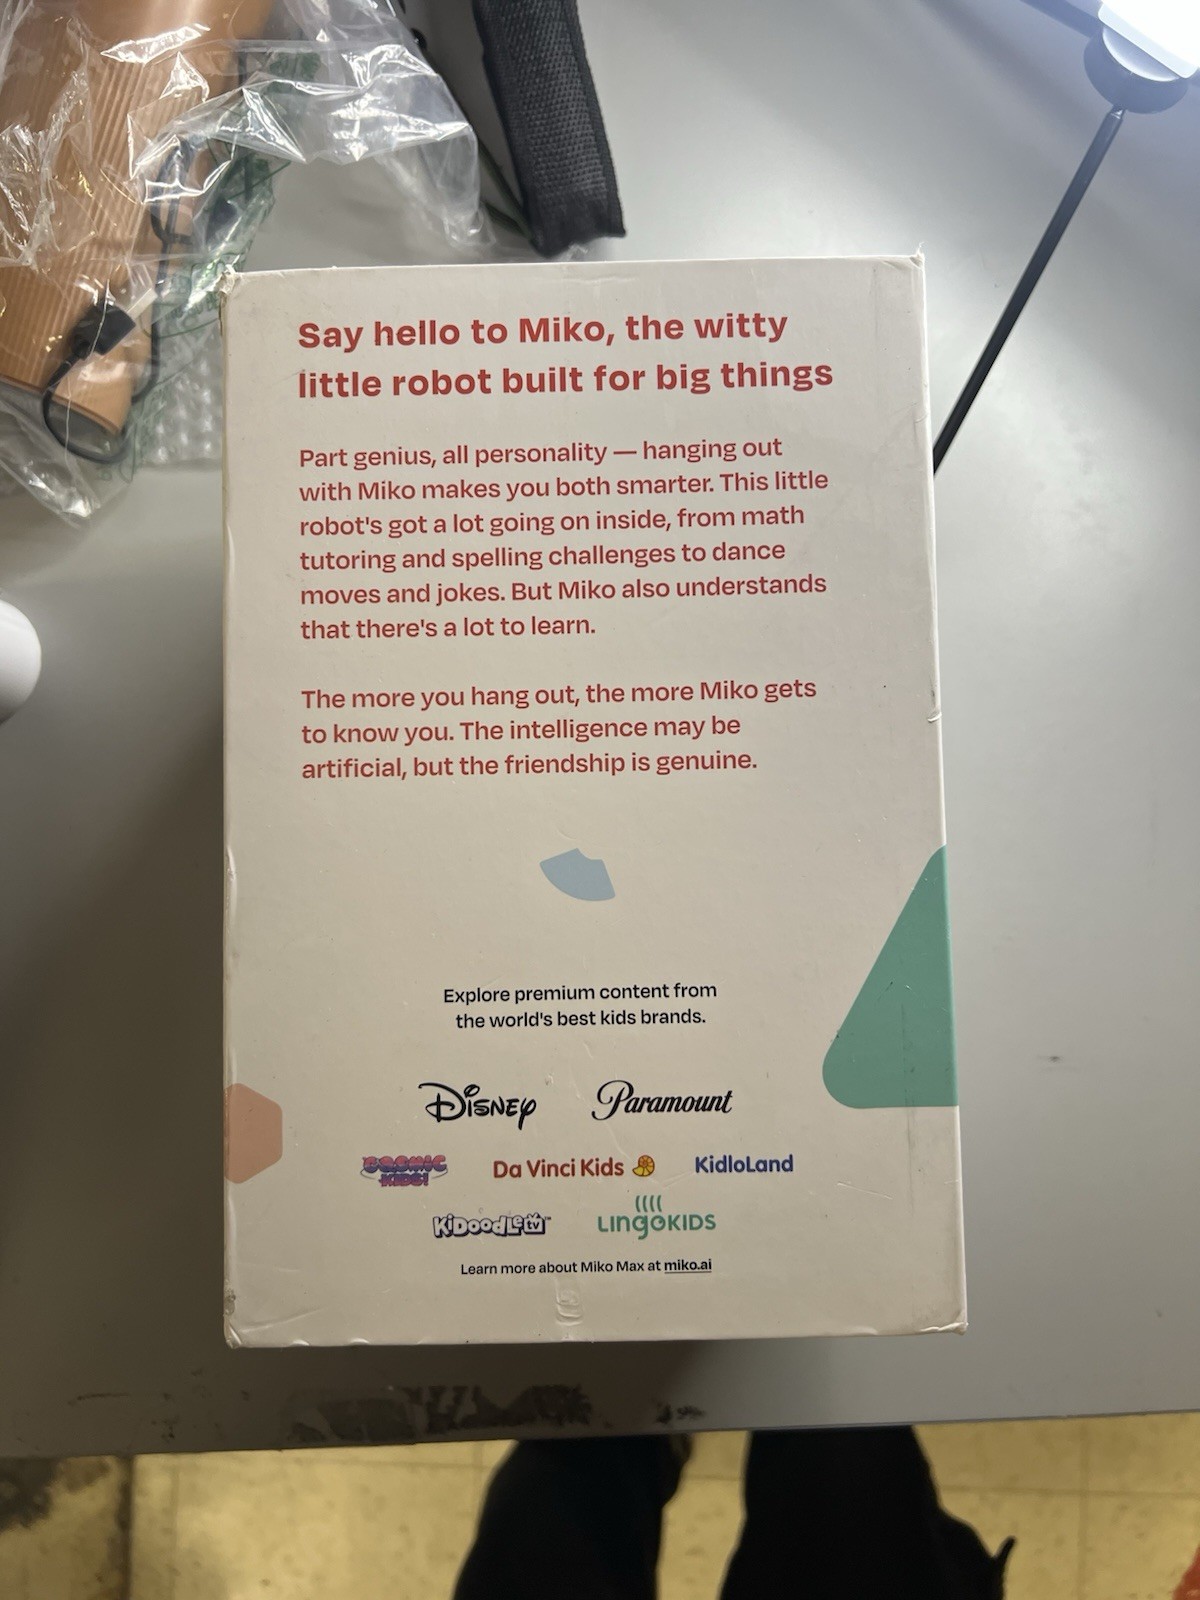 Say hello to Miko, the witty
little robot built for big things
Part genius, all personality — hanging out
with Miko makes you both smarter. This little
robot's got a lot going on inside, from math
tutoring and spelling challenges to dance
moves and jokes. But Miko also understands
that there's a lot to learn.
The more you hang out, the more Miko gets
to know you. The intelligence may be
artificial, but the friendship is genuine.
Explore premium content from
the world's best kids brands.
Disney Paramount
COSMIC KIDS! Da Vinci Kids KidloLand
KiDoodLe tv™ LingoKIDS
Learn more about Miko Max at miko.ai